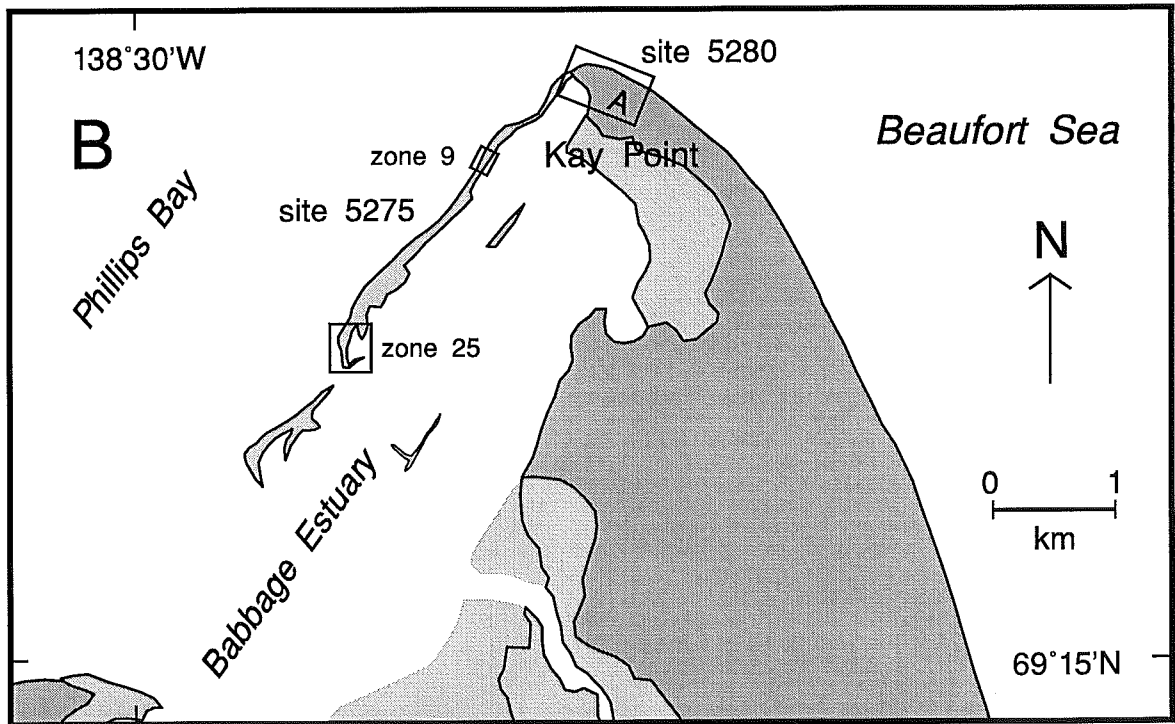 138°30'W
site 5280
A
Beaufort Sea
B
zone 9
Kay Point
Phillips Bay
site 5275
N
zone 25
0 1
km
Babbage Estuary
69°15'N